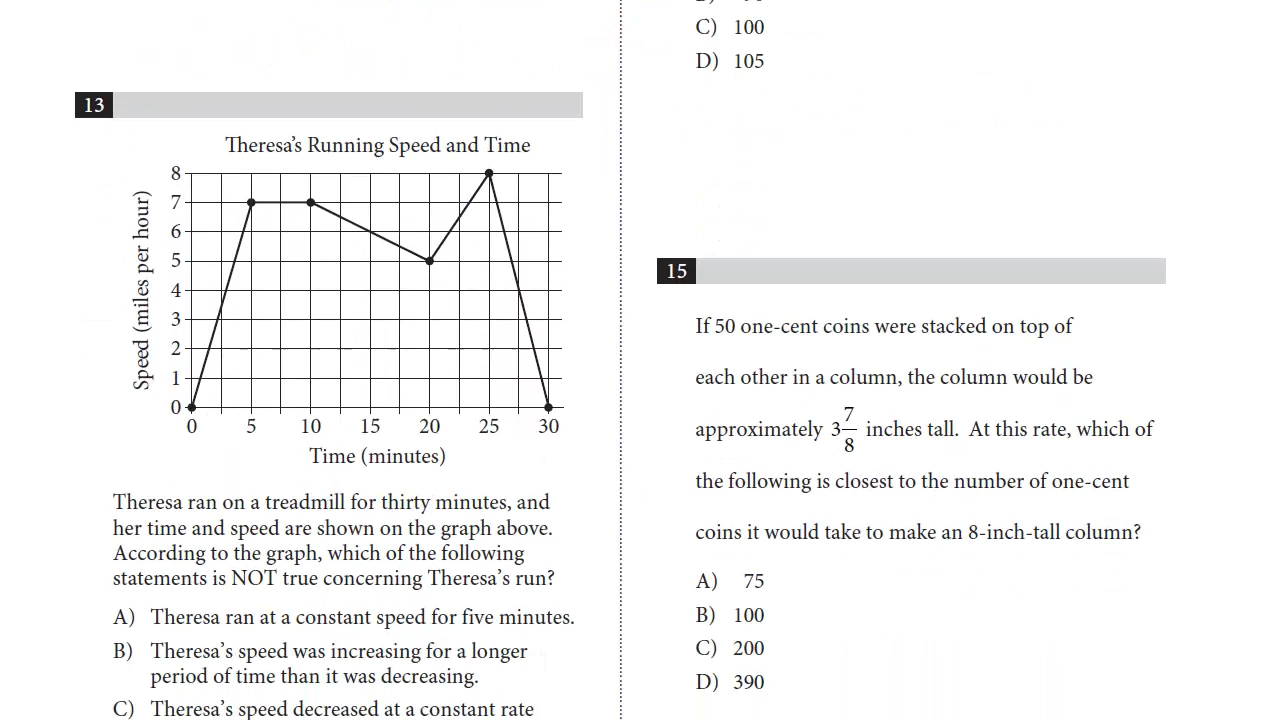 13
Theresa's Running Speed and Time
Speed (miles per hour)
8
7
6
5
4
3
2
1
0
0 5 10 15 20 25 30
Time (minutes)
Theresa ran on a treadmill for thirty minutes, and
her time and speed are shown on the graph above.
According to the graph, which of the following
statements is NOT true concerning Theresa's run?
A) Theresa ran at a constant speed for five minutes.
B) Theresa's speed was increasing for a longer
period of time than it was decreasing.
C) Theresa's speed decreased at a constant rate
C) 100
D) 105
15
If 50 one-cent coins were stacked on top of
each other in a column, the column would be
approximately 3 7/8 inches tall. At this rate, which of
the following is closest to the number of one-cent
coins it would take to make an 8-inch-tall column?
A) 75
B) 100
C) 200
D) 390